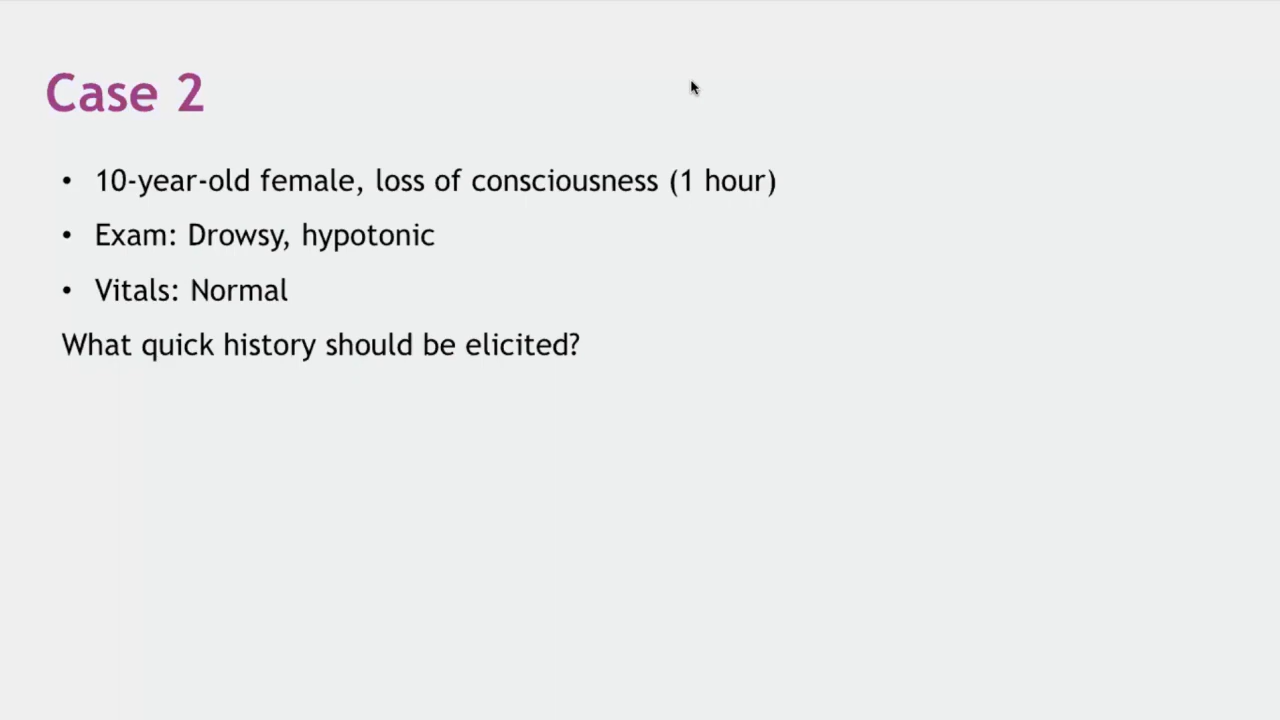 Case 2
• 10-year-old female, loss of consciousness (1 hour)
• Exam: Drowsy, hypotonic
• Vitals: Normal
What quick history should be elicited?